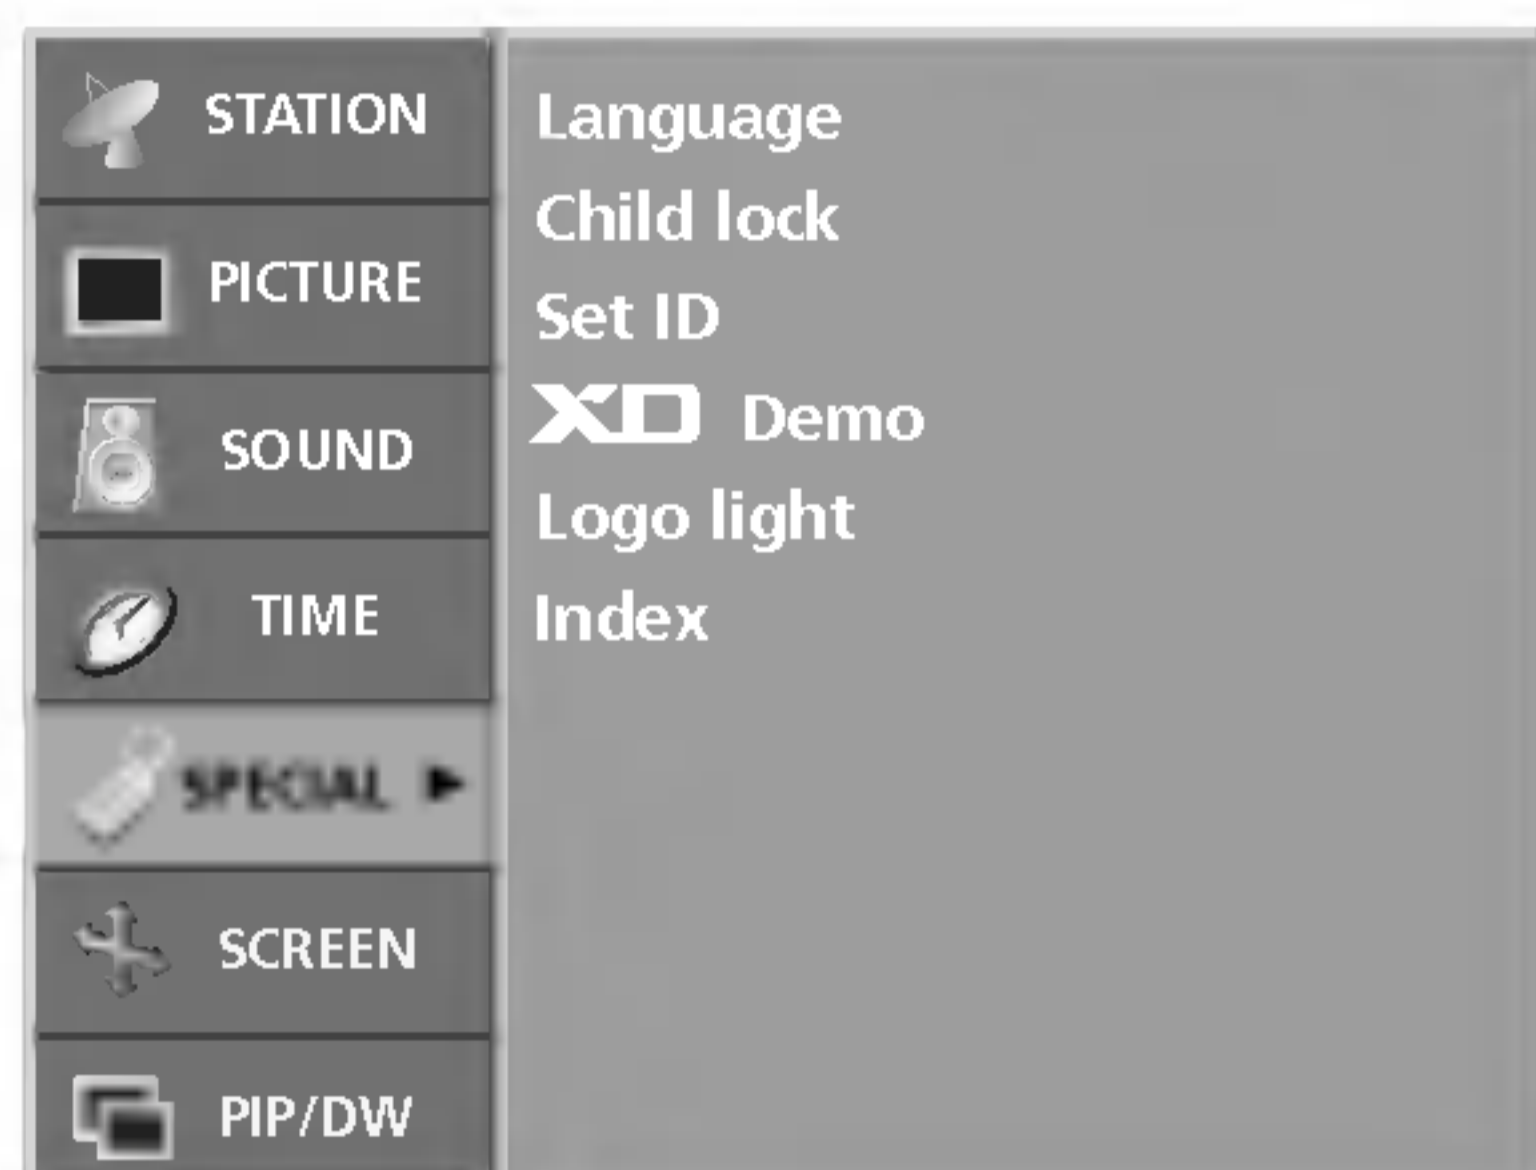 STATION
PICTURE
SOUND
TIME
SPECIAL ►
SCREEN
PIP/DW
Language
Child lock
Set ID
XD Demo
Logo light
Index